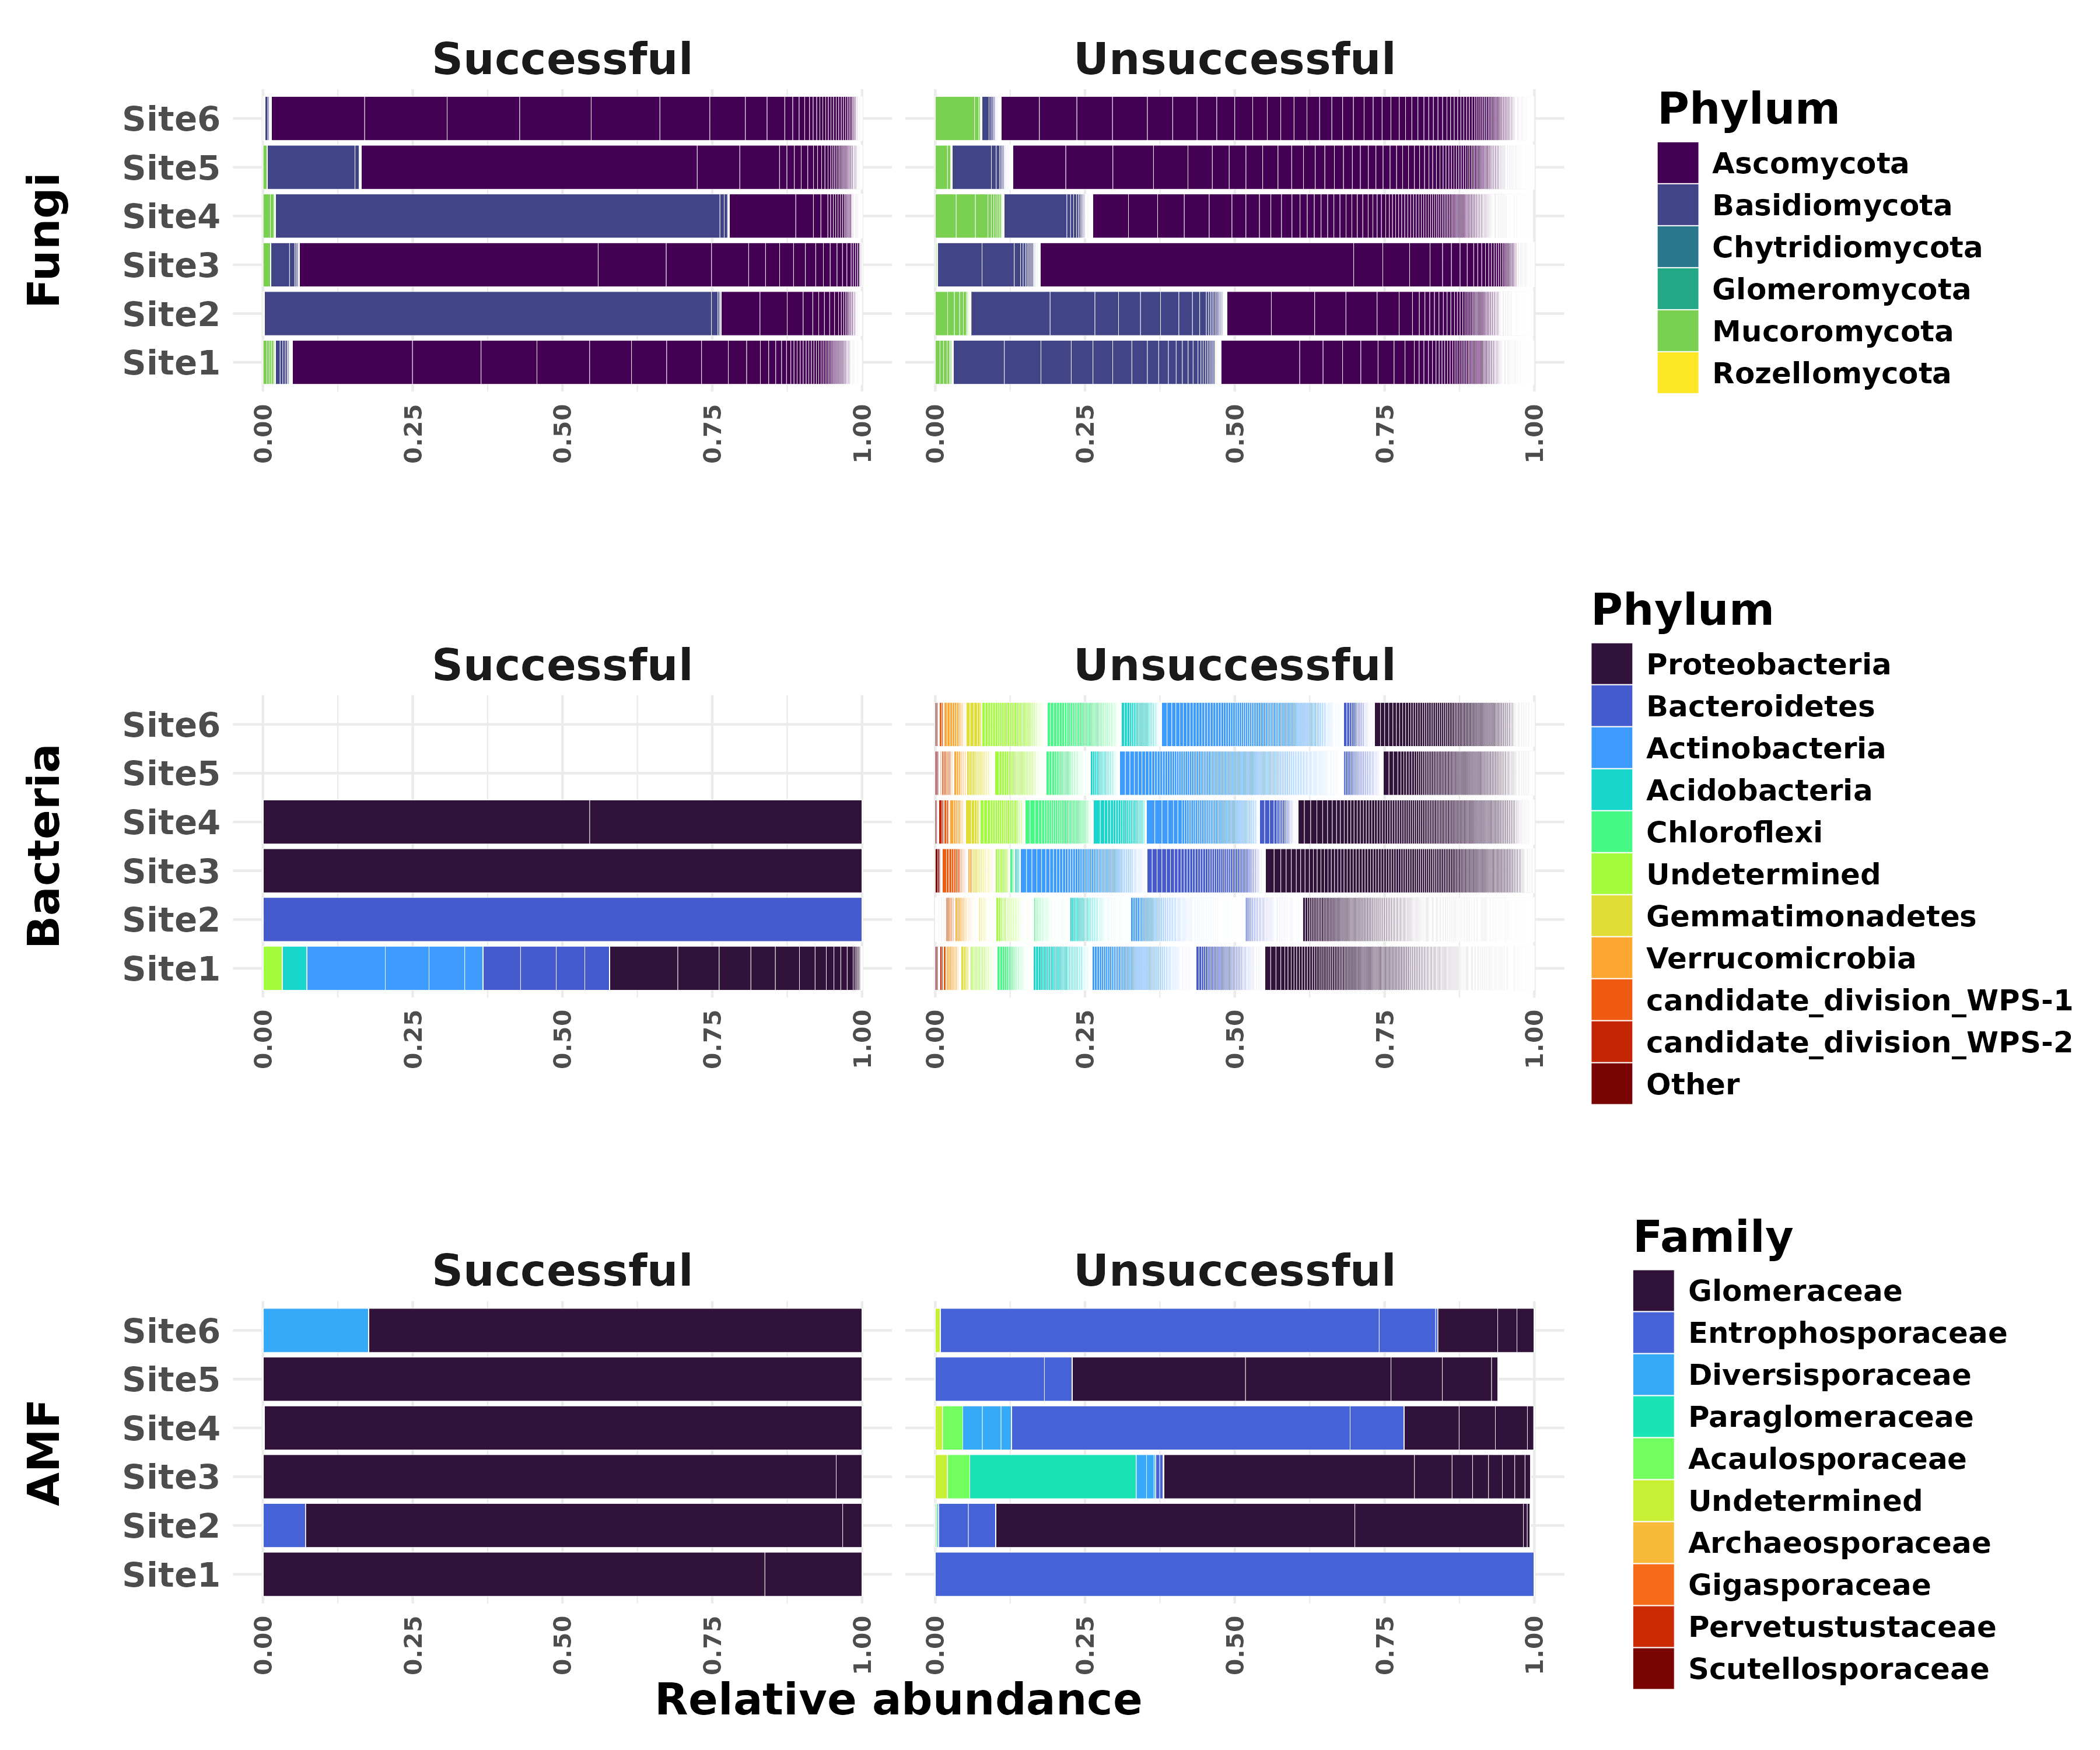 Successful
Unsuccessful
Fungi
Site6
Site5
Site4
Site3
Site2
Site1
0.00
0.25
0.50
0.75
1.00
0.00
0.25
0.50
0.75
1.00
Phylum
Ascomycota
Basidiomycota
Chytridiomycota
Glomeromycota
Mucoromycota
Rozellomycota
Successful
Unsuccessful
Bacteria
Site6
Site5
Site4
Site3
Site2
Site1
0.00
0.25
0.50
0.75
1.00
0.00
0.25
0.50
0.75
1.00
Phylum
Proteobacteria
Bacteroidetes
Actinobacteria
Acidobacteria
Chloroflexi
Undetermined
Gemmatimonadetes
Verrucomicrobia
candidate_division_WPS-1
candidate_division_WPS-2
Other
Successful
Unsuccessful
AMF
Site6
Site5
Site4
Site3
Site2
Site1
0.00
0.25
0.50
0.75
1.00
0.00
0.25
0.50
0.75
1.00
Relative abundance
Family
Glomeraceae
Entrophosporaceae
Diversisporaceae
Paraglomeraceae
Acaulosporaceae
Undetermined
Archaeosporaceae
Gigasporaceae
Pervetustustaceae
Scutellosporaceae